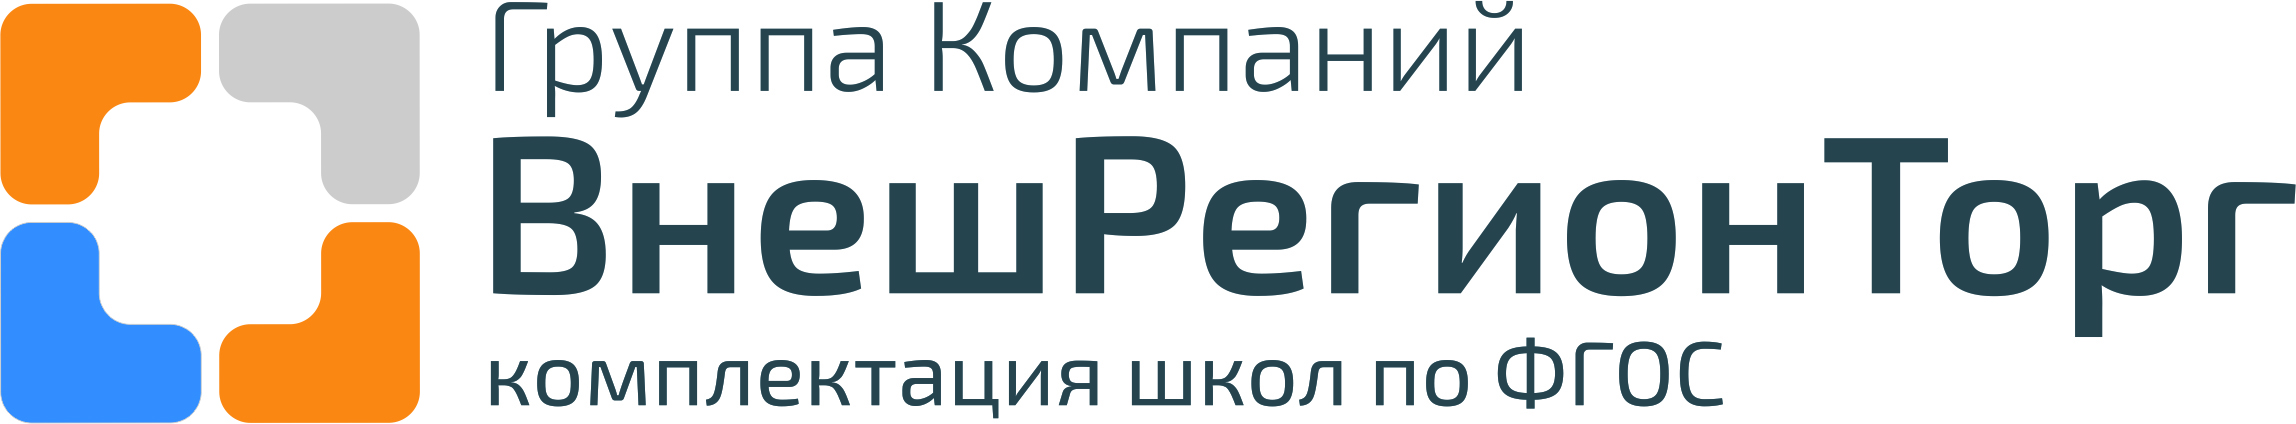 Группа Компаний
ВнешРегионТорг
комплектация школ по ФГОС